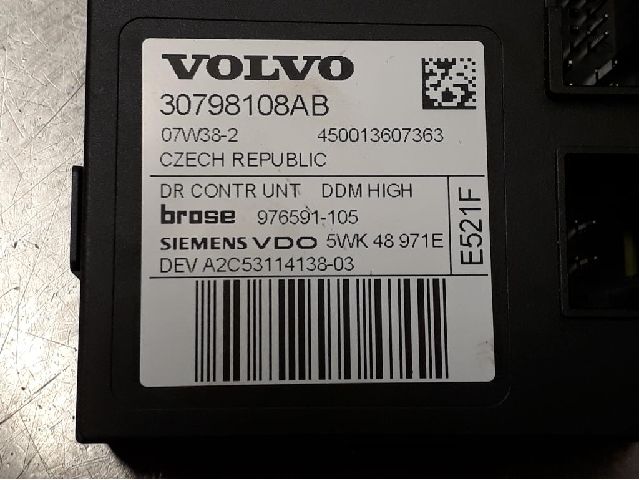 VOLVO
30798108AB
07W38-2 450013607363
CZECH REPUBLIC
DR CONTR UNT DDM HIGH
brose 976591-105
SIEMENS VDO 5WK 48 971E
DEV A2C53114138-03
E521F